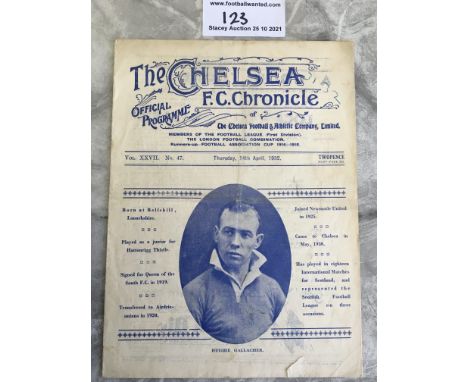 www.footballwanted.com
123
Stacey Auction 25 10 2021
The CHELSEA
OFFICIAL PROGRAMME
F.C. Chronicle
of
The Chelsea Football & Athletic Company, Limited.
MEMBERS OF THE FOOTBALL LEAGUE (First Division).
THE LONDON FOOTBALL COMBINATION.
Runners-up - FOOTBALL ASSOCIATION CUP 1914-1915.
VOL. XXVII. No. 47.
Thursday, 14th April, 1932.
TWOPENCE
Born at Bellshill,
Lanarkshire.
Played as a junior for
Hattonrigg Thistle.
Signed for Queen of the
South F.C. in 1919.
Transferred to Airdrie-
onians in 1920.
Joined Newcastle United
in 1925.
Came to Chelsea in
May, 1930.
Has played in eighteen
International Matches
for Scotland, and
represented the
Scottish Football
League on three
occasions.
HUGHIE GALLACHER.